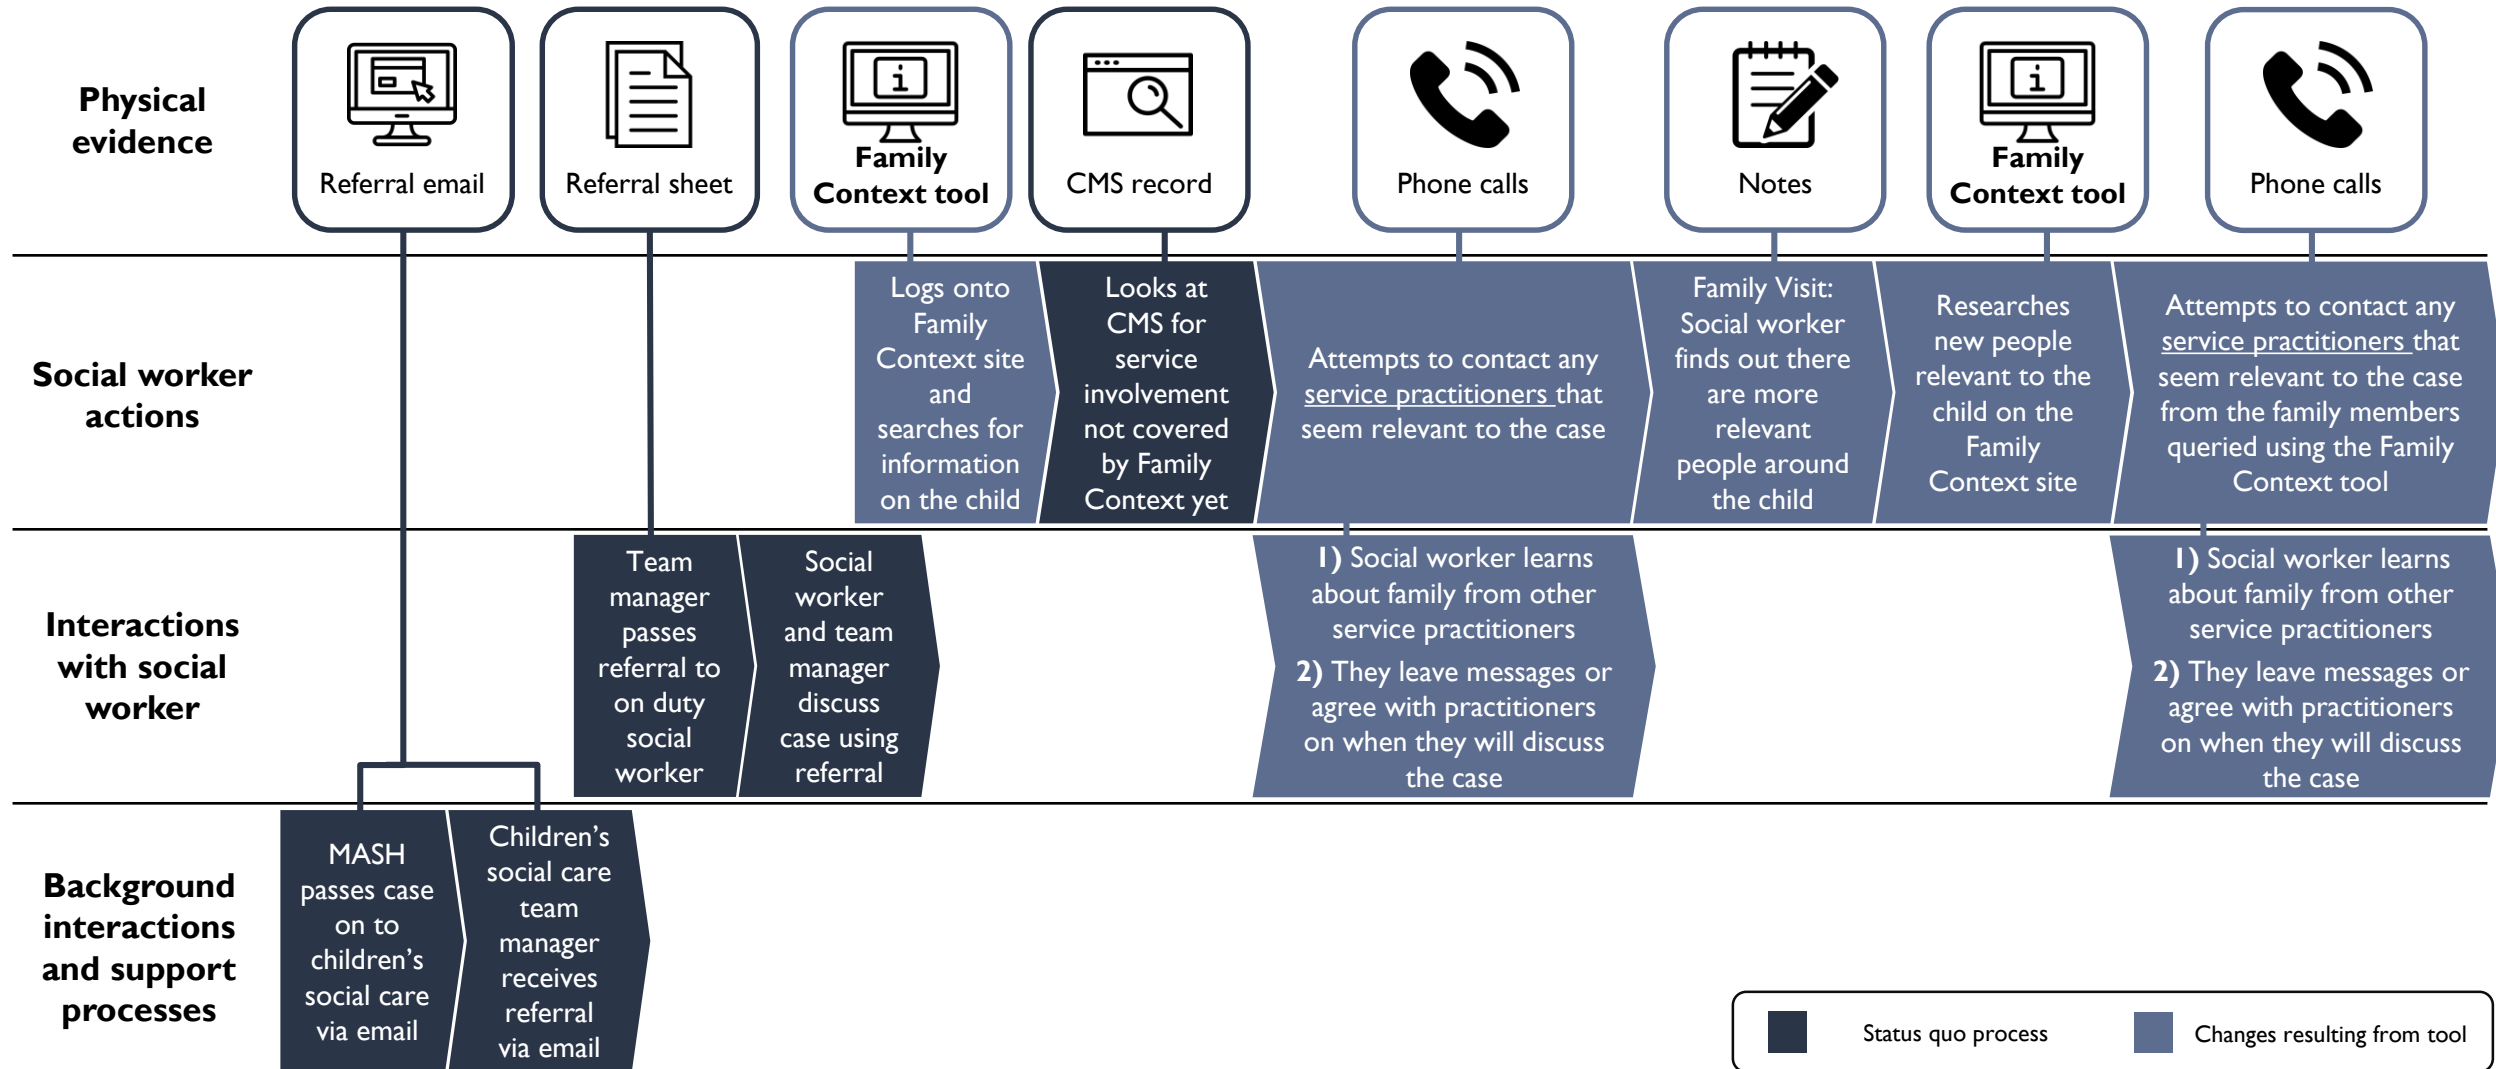 Physical
evidence
Referral email
Referral sheet
Family
Context tool
CMS record
Phone calls
Notes
Family
Context tool
Phone calls
Social worker
actions
Logs onto
Family
Context site
and
searches for
information
on the child
Looks at
CMS for
service
involvement
not covered
by Family
Context yet
Attempts to contact any
service practitioners that
seem relevant to the case
Family Visit:
Social worker
finds out there
are more
relevant
people around
the child
Researches
new people
relevant to the
child on the
Family
Context site
Attempts to contact any
service practitioners that
seem relevant to the case
from the family members
queried using the Family
Context tool
Interactions
with social
worker
Team
manager
passes
referral to
on duty
social
worker
Social
worker
and team
manager
discuss
case using
referral
1) Social worker learns
about family from other
service practitioners
2) They leave messages or
agree with practitioners
on when they will discuss
the case
1) Social worker learns
about family from other
service practitioners
2) They leave messages or
agree with practitioners
on when they will discuss
the case
Background
interactions
and support
processes
MASH
passes case
on to
children's
social care
via email
Children's
social care
team
manager
receives
referral
via email
Status quo process
Changes resulting from tool